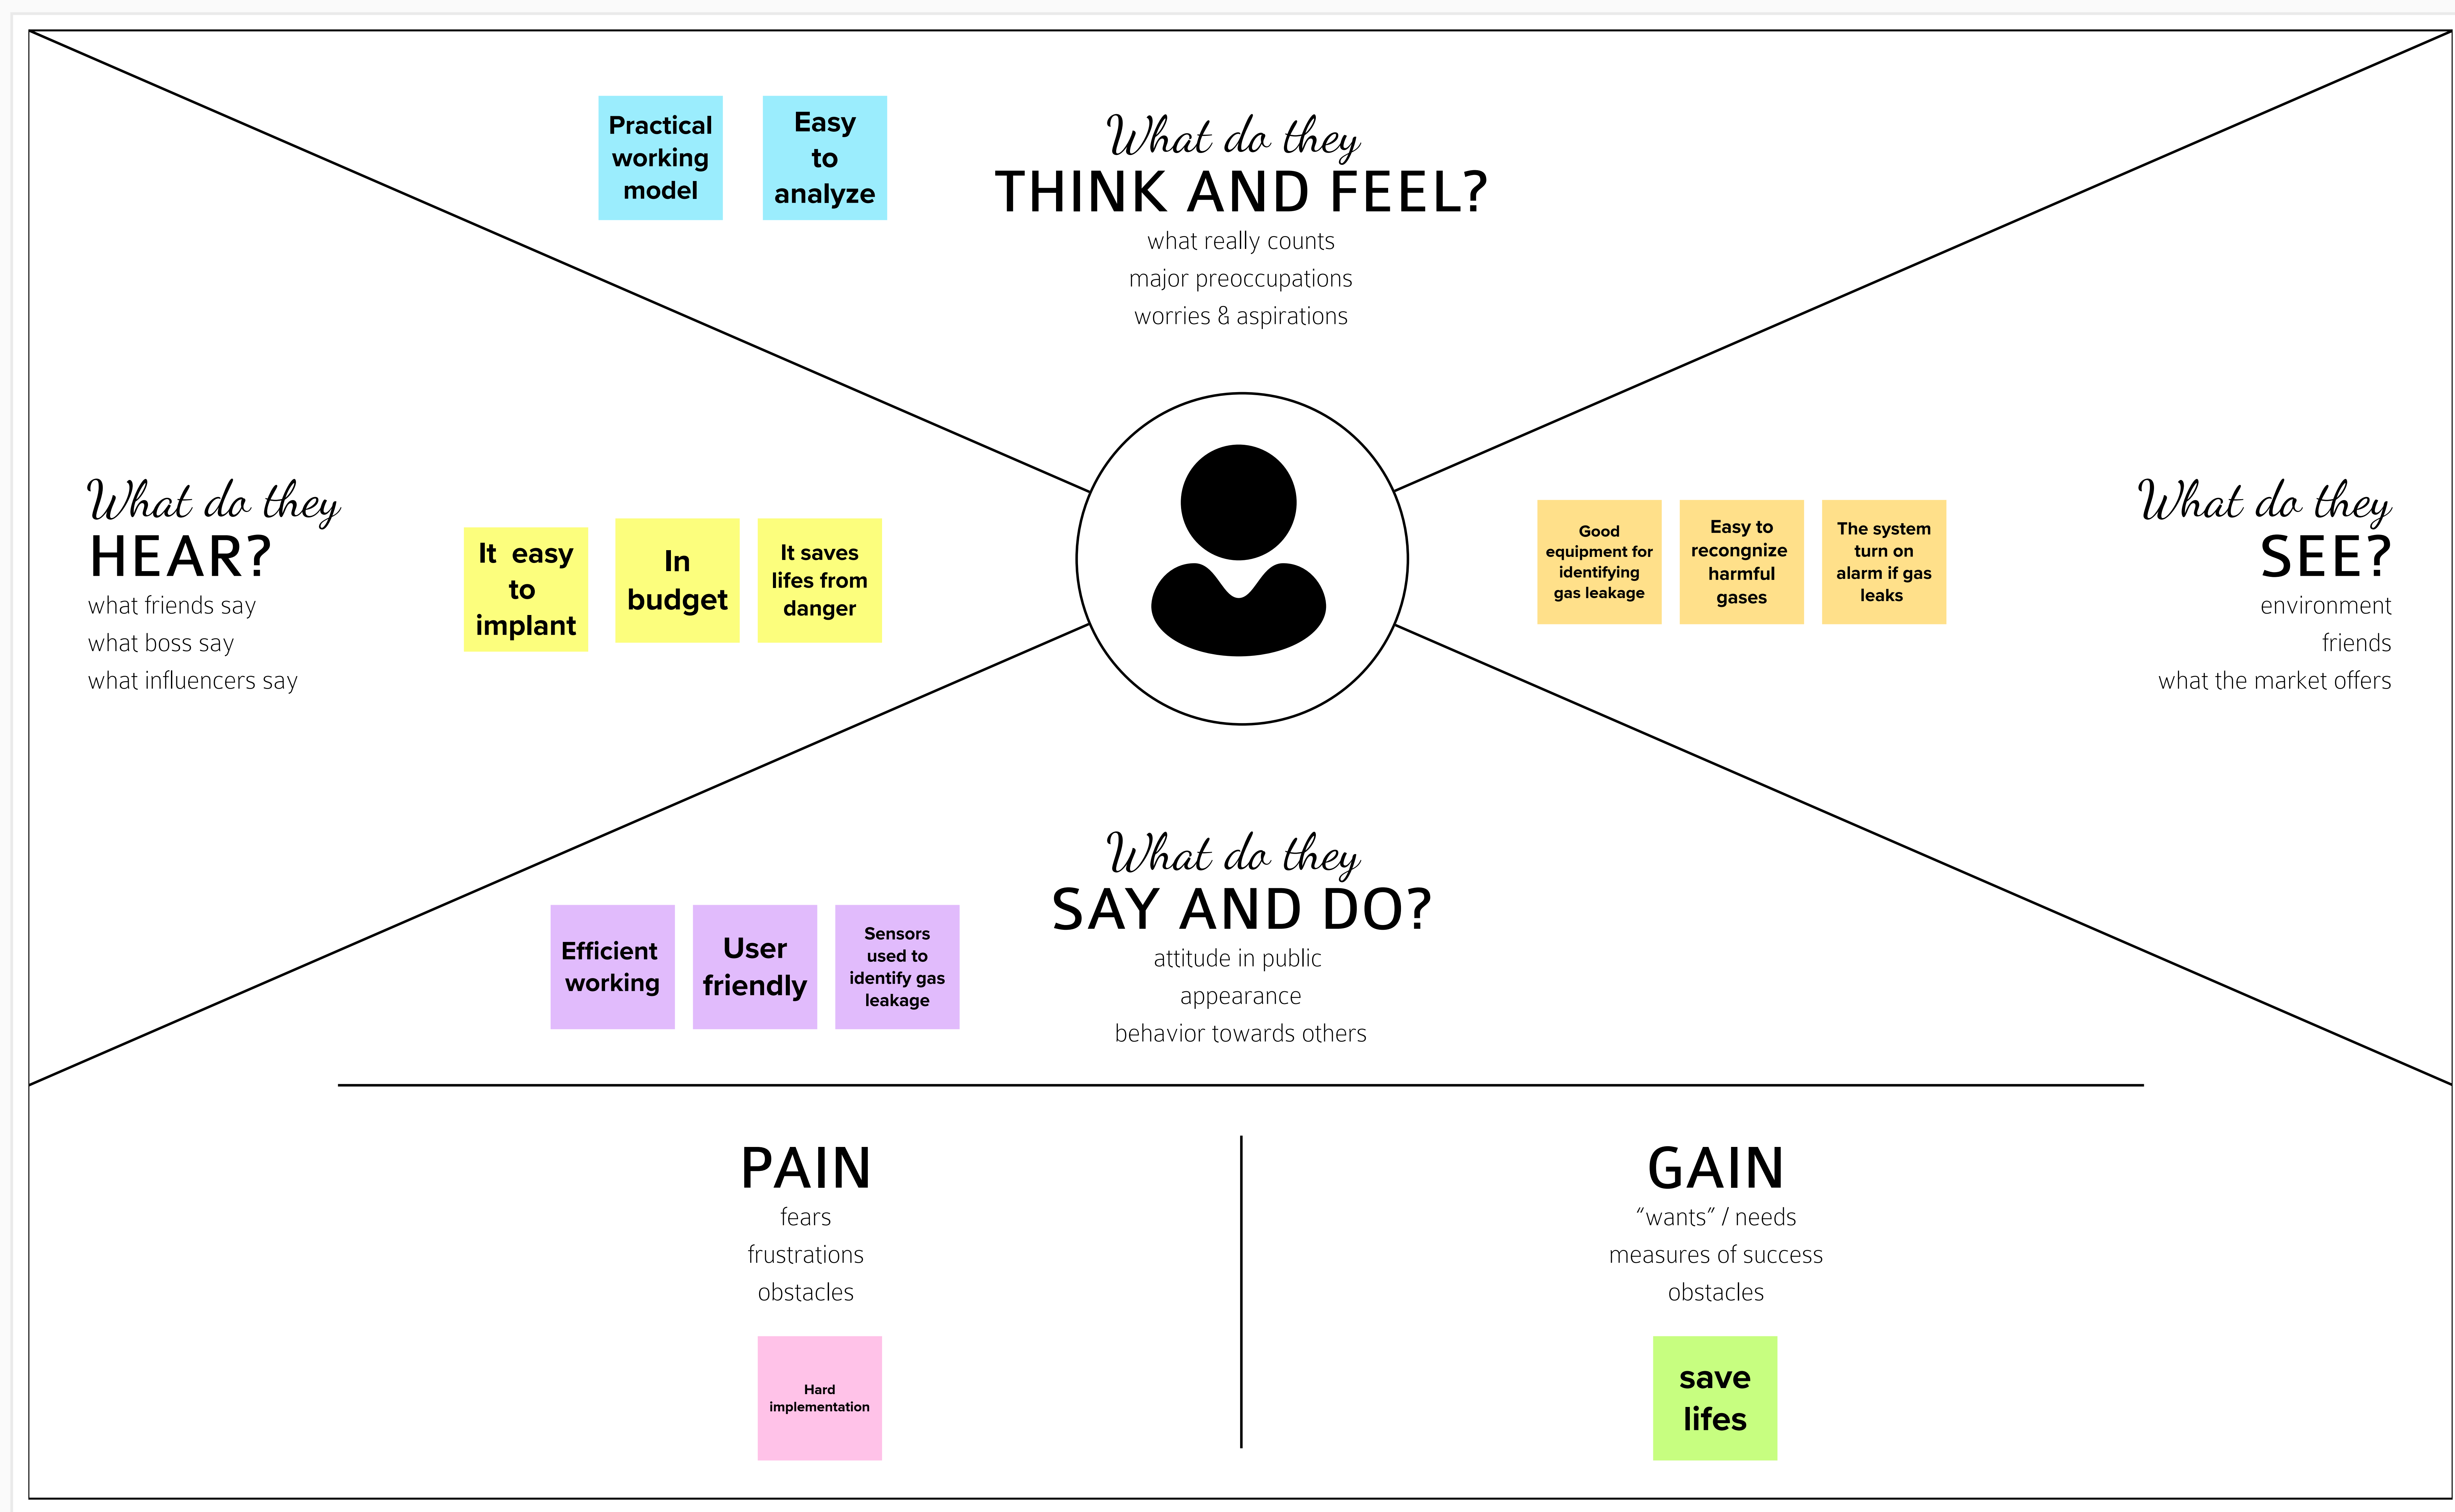 Practical
working
model
Easy
to
analyze
What do they
THINK AND FEEL?
what really counts
major preoccupations
worries & aspirations
What do they
HEAR?
what friends say
what boss say
what influencers say
It  easy
to
implant
In
budget
It saves
lifes from
danger
Good
equipment for
identifying
gas leakage
Easy to
recongnize
harmful
gases
The system
turn on
alarm if gas
leaks
What do they
SEE?
environment
friends
what the market offers
Efficient
working
User
friendly
Sensors
used to
identify gas
leakage
What do they
SAY AND DO?
attitude in public
appearance
behavior towards others
PAIN
fears
frustrations
obstacles
Hard
implementation
GAIN
“wants” / needs
measures of success
obstacles
save
lifes